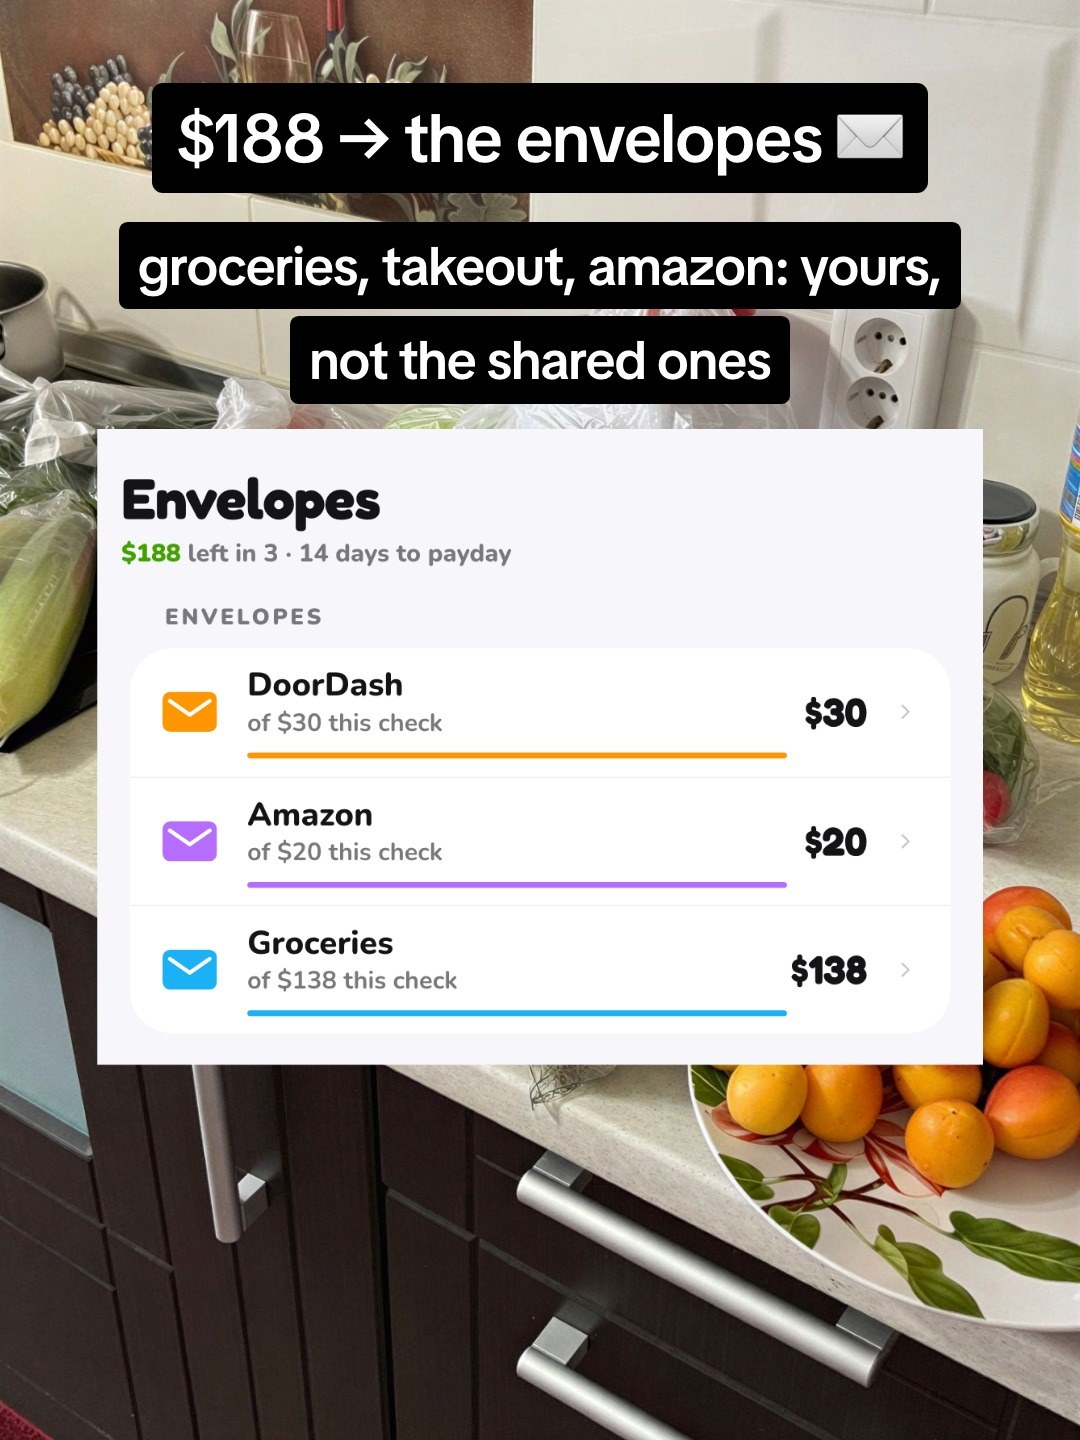 $188 → the envelopes ✉️
groceries, takeout, amazon: yours,
not the shared ones
Envelopes
$188 left in 3 · 14 days to payday
ENVELOPES
DoorDash
of $30 this check
$30
Amazon
of $20 this check
$20
Groceries
of $138 this check
$138